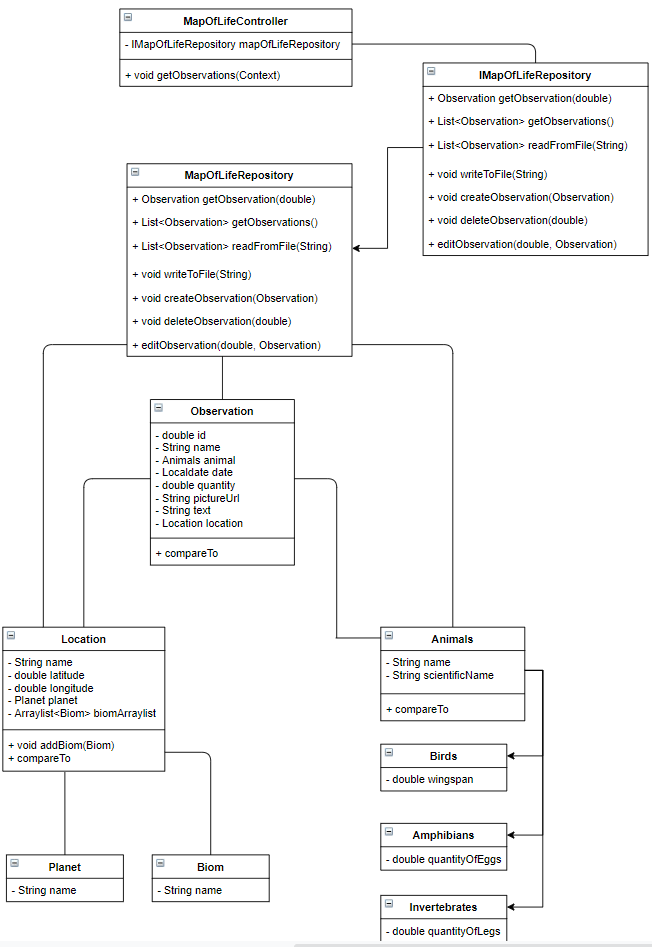 MapOfLifeController
- IMapOfLifeRepository mapOfLifeRepository
+ void getObservations(Context)
IMapOfLifeRepository
+ Observation getObservation(double)
+ List<Observation> getObservations()
+ List<Observation> readFromFile(String)
+ void writeToFile(String)
+ void createObservation(Observation)
+ void deleteObservation(double)
+ editObservation(double, Observation)
MapOfLifeRepository
+ Observation getObservation(double)
+ List<Observation> getObservations()
+ List<Observation> readFromFile(String)
+ void writeToFile(String)
+ void createObservation(Observation)
+ void deleteObservation(double)
+ editObservation(double, Observation)
Observation
- double id
- String name
- Animals animal
- Localdate date
- double quantity
- String pictureUrl
- String text
- Location location
+ compareTo
Location
- String name
- double latitude
- double longitude
- Planet planet
- Arraylist<Biom> biomArraylist
+ void addBiom(Biom)
+ compareTo
Animals
- String name
- String scientificName
+ compareTo
Birds
- double wingspan
Amphibians
- double quantityOfEggs
Invertebrates
- double quantityOfLegs
Planet
- String name
Biom
- String name